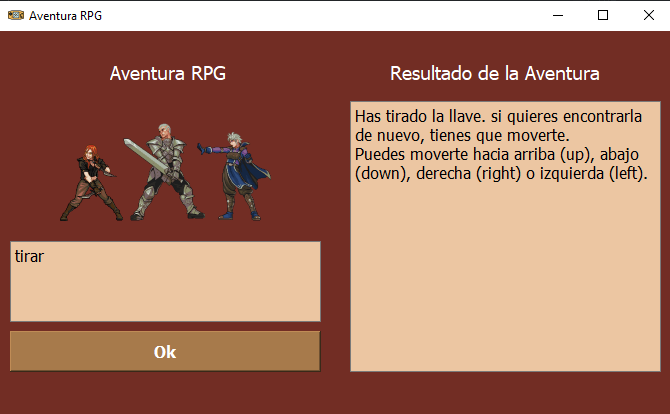 Aventura RPG
Aventura RPG
tirar
Ok
Resultado de la Aventura
Has tirado la llave. si quieres encontrarla
de nuevo, tienes que moverte.
Puedes moverte hacia arriba (up), abajo
(down), derecha (right) o izquierda (left).